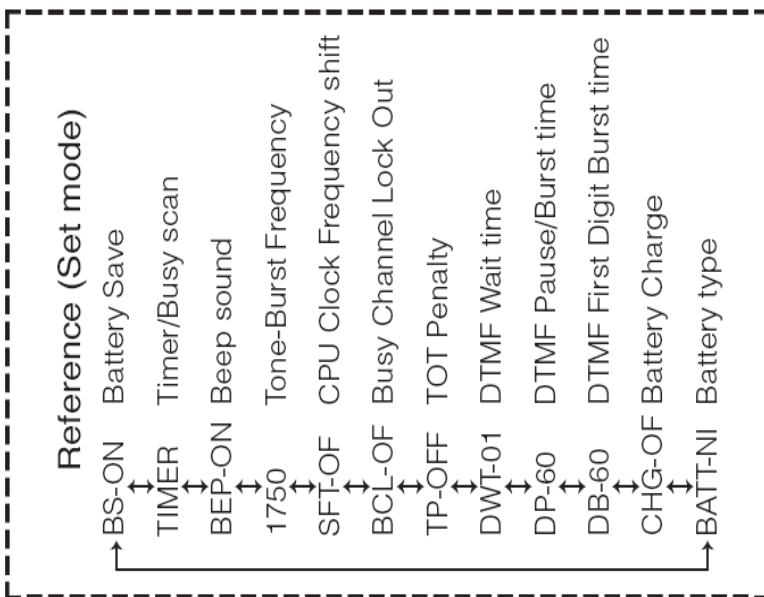 Reference (Set mode)
BS-ON Battery Save
TIMER Timer/Busy scan
BEP-ON Beep sound
1750 Tone-Burst Frequency
SFT-OF CPU Clock Frequency shift
BCL-OF Busy Channel Lock Out
TP-OFF TOT Penalty
DWT-01 DTMF Wait time
DP-60 DTMF Pause/Burst time
DB-60 DTMF First Digit Burst time
CHG-OF Battery Charge
BATT-NI Battery type